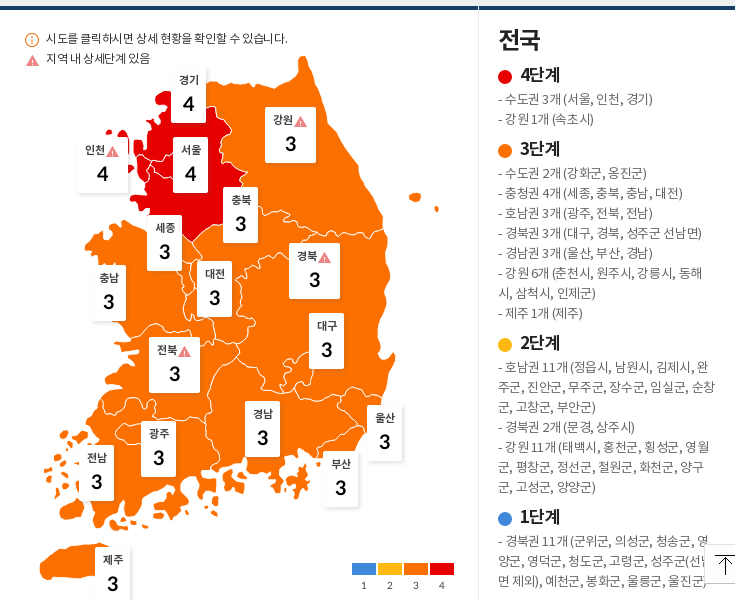 시도를 클릭하시면 상세 현황을 확인할 수 있습니다.
지역 내 상세단계 있음
경기
4
강원
3
인천
4
서울
4
충북
3
세종
3
경북
3
대전
3
충남
3
대구
3
전북
3
경남
3
울산
3
광주
3
전남
3
부산
3
제주
3
1 2 3 4
전국
4단계
- 수도권 3개 (서울, 인천, 경기)
- 강원 1개 (속초시)
3단계
- 수도권 2개 (강화군, 옹진군)
- 충청권 4개 (세종, 충북, 충남, 대전)
- 호남권 3개 (광주, 전북, 전남)
- 경북권 3개 (대구, 경북, 성주군 선남면)
- 경남권 3개 (울산, 부산, 경남)
- 강원 6개 (춘천시, 원주시, 강릉시, 동해
시, 삼척시, 인제군)
- 제주 1개 (제주)
2단계
- 호남권 11개 (정읍시, 남원시, 김제시, 완
주군, 진안군, 무주군, 장수군, 임실군, 순창
군, 고창군, 부안군)
- 경북권 2개 (문경, 상주시)
- 강원 11개 (태백시, 홍천군, 횡성군, 영월
군, 평창군, 정선군, 철원군, 화천군, 양구
군, 고성군, 양양군)
1단계
- 경북권 11개 (군위군, 의성군, 청송군, 영
양군, 영덕군, 청도군, 고령군, 성주군(선남
면 제외), 예천군, 봉화군, 울릉군, 울진군)